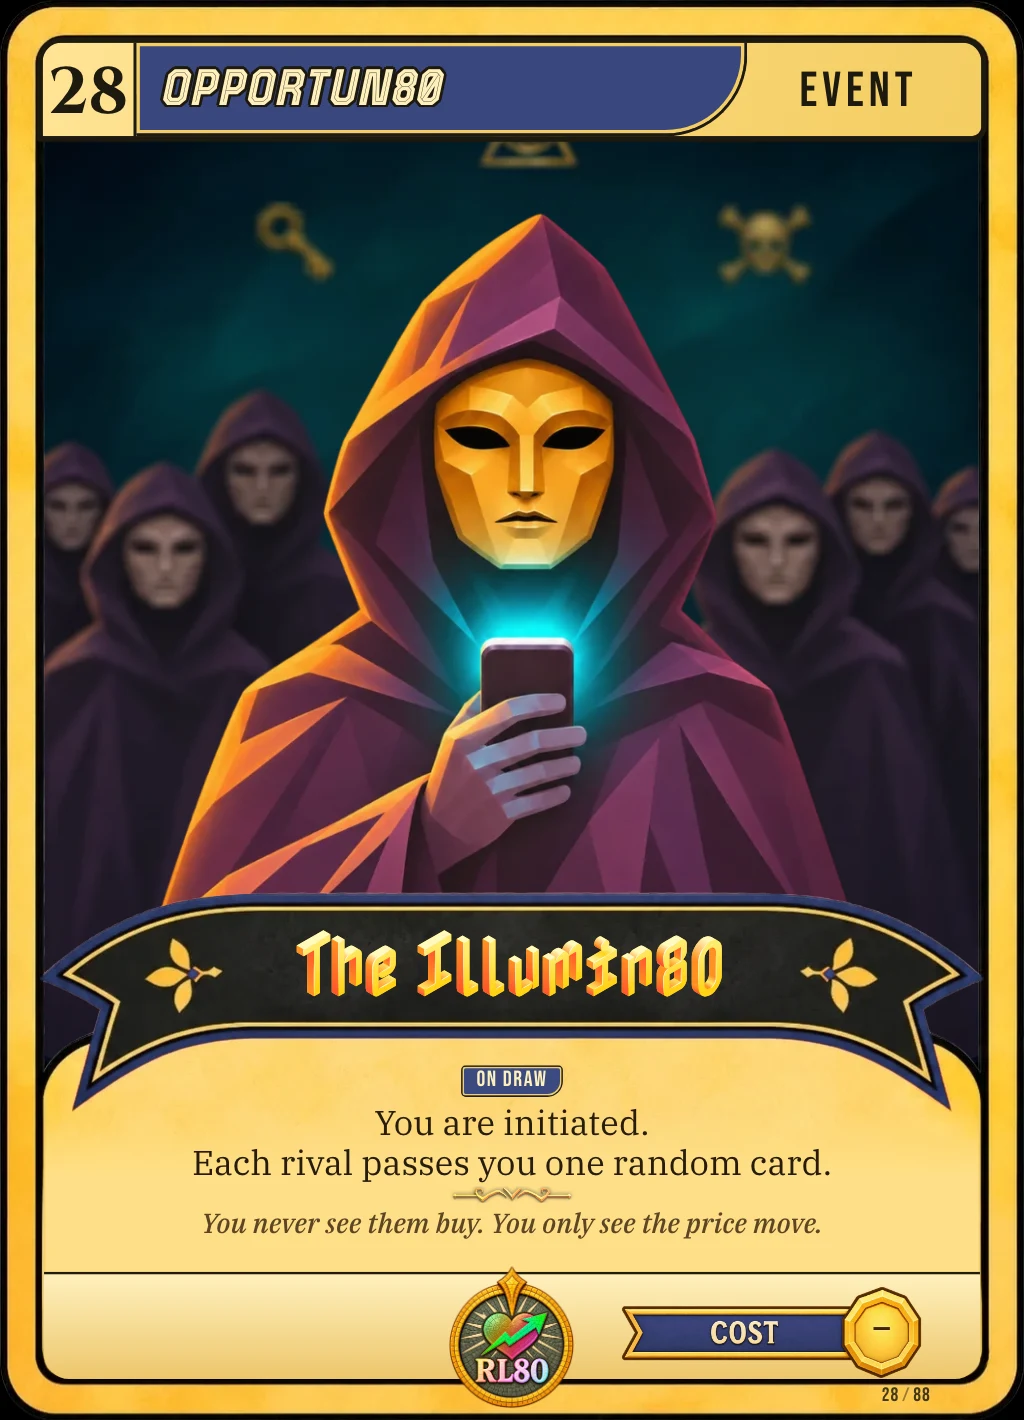 28
OPPORTUN80
EVENT
The Illumin80
ON DRAW
You are initiated.
Each rival passes you one random card.
You never see them buy. You only see the price move.
RL80
COST
–
28 / 88